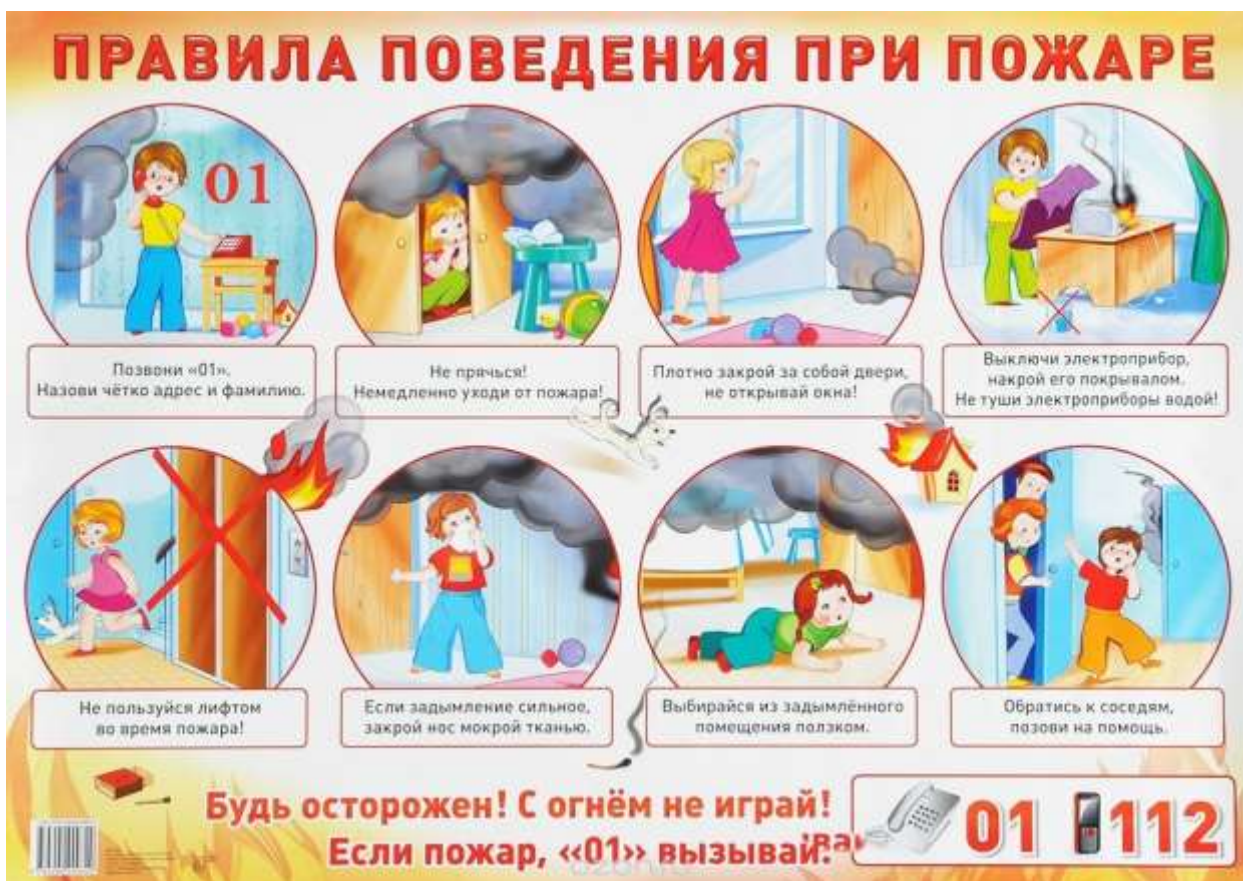 ПРАВИЛА ПОВЕДЕНИЯ ПРИ ПОЖАРЕ
01
Позвони «01».
Назови чётко адрес и фамилию.
Не прячься!
Немедленно уходи от пожара!
Плотно закрой за собой двери,
не открывай окна!
Выключи электроприбор,
накрой его покрывалом.
Не туши электроприборы водой!
Не пользуйся лифтом
во время пожара!
Если задымление сильное,
закрой нос мокрой тканью.
Выбирайся из задымлённого
помещения ползком.
Обратись к соседям,
позови на помощь.
Будь осторожен! С огнём не играй!
Если пожар, «01» вызывай!
01 112